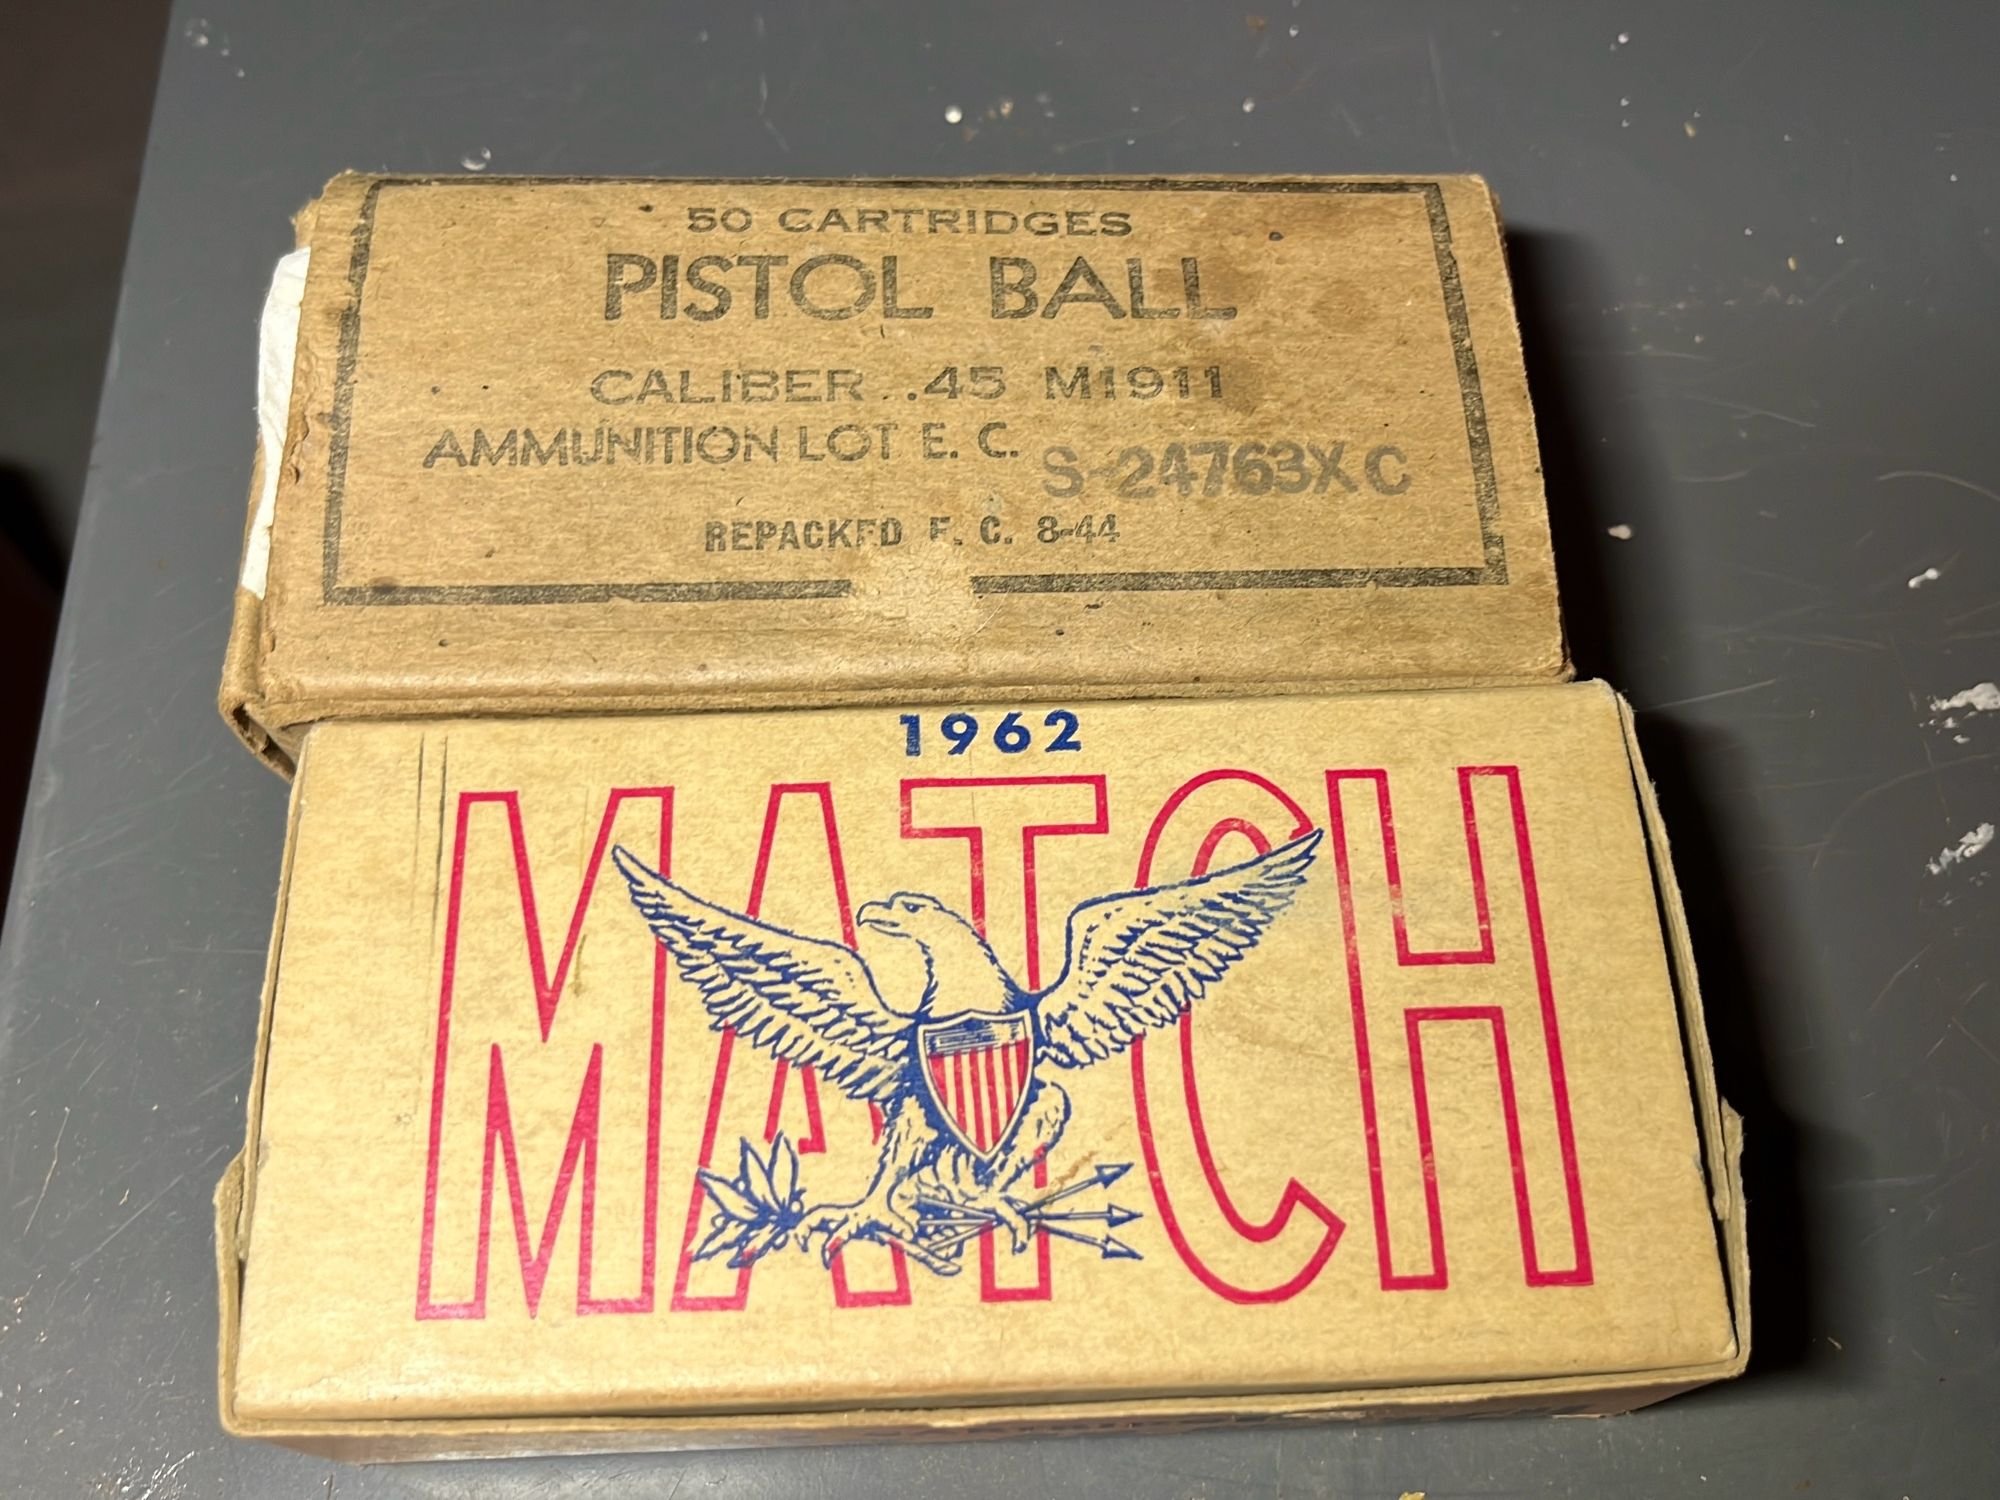 50 CARTRIDGES
PISTOL BALL
CALIBER .45 M1911
AMMUNITION LOT E. C. S-24763XC
REPACKED E. C. 8-44
1962
MATCH